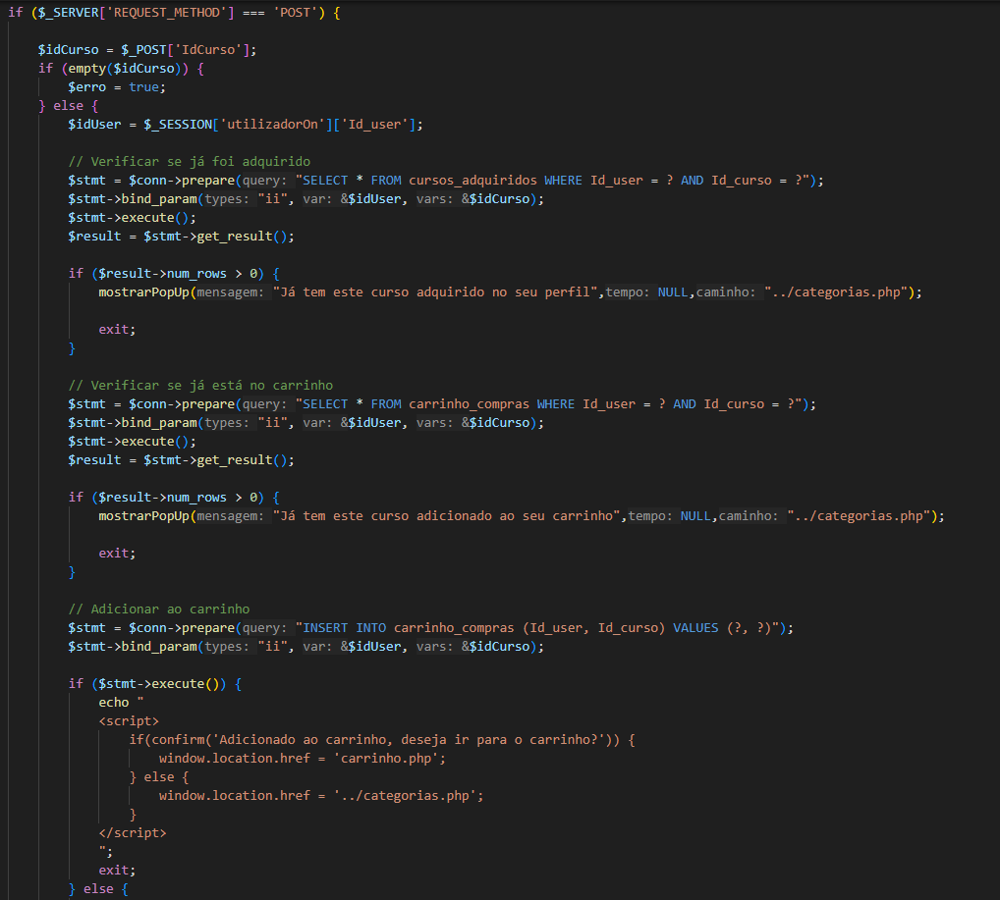 if ($_SERVER['REQUEST_METHOD'] === 'POST') {
$idCurso = $_POST['IdCurso'];
if (empty($idCurso)) {
$erro = true;
} else {
$idUser = $_SESSION['utilizadorOn']['Id_user'];
// Verificar se já foi adquirido
$stmt = $conn->prepare(query: "SELECT * FROM cursos_adquiridos WHERE Id_user = ? AND Id_curso = ?");
$stmt->bind_param(types: "ii", var: &$idUser, vars: &$idCurso);
$stmt->execute();
$result = $stmt->get_result();
if ($result->num_rows > 0) {
mostrarPopUp(mensagem: "Já tem este curso adquirido no seu perfil",tempo: NULL,caminho: "../categorias.php");
exit;
}
// Verificar se já está no carrinho
$stmt = $conn->prepare(query: "SELECT * FROM carrinho_compras WHERE Id_user = ? AND Id_curso = ?");
$stmt->bind_param(types: "ii", var: &$idUser, vars: &$idCurso);
$stmt->execute();
$result = $stmt->get_result();
if ($result->num_rows > 0) {
mostrarPopUp(mensagem: "Já tem este curso adicionado ao seu carrinho",tempo: NULL,caminho: "../categorias.php");
exit;
}
// Adicionar ao carrinho
$stmt = $conn->prepare(query: "INSERT INTO carrinho_compras (Id_user, Id_curso) VALUES (?, ?)");
$stmt->bind_param(types: "ii", var: &$idUser, vars: &$idCurso);
if ($stmt->execute()) {
echo "
<script>
if(confirm('Adicionado ao carrinho, deseja ir para o carrinho?')) {
window.location.href = 'carrinho.php';
} else {
window.location.href = '../categorias.php';
}
</script>
";
exit;
} else {